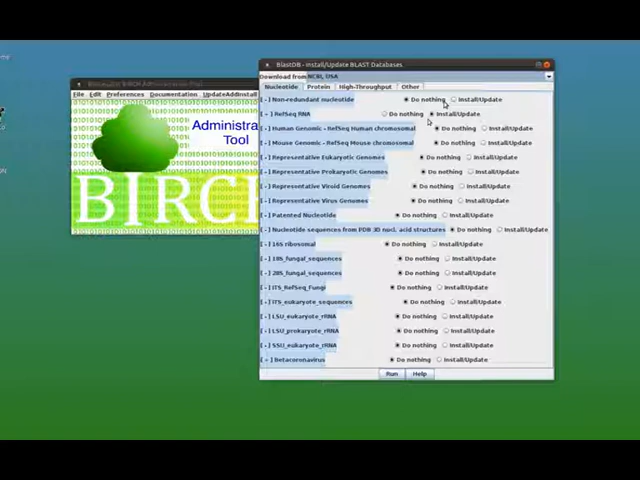 BlastDB - Install/Update BLAST Databases
Download from NCBI, USA
Nucleotide Protein High-Throughput Other
[ - ] Non-redundant nucleotide Do nothing Install/Update
[ + ] RefSeq RNA Do nothing Install/Update
[ - ] Human Genomic - RefSeq Human chromosomal Do nothing Install/Update
[ - ] Mouse Genomic - RefSeq Mouse chromosomal Do nothing Install/Update
[ - ] Representative Eukaryotic Genomes Do nothing Install/Update
[ - ] Representative Prokaryotic Genomes Do nothing Install/Update
[ - ] Representative Viroid Genomes Do nothing Install/Update
[ - ] Representative Virus Genomes Do nothing Install/Update
[ - ] Patented Nucleotide Do nothing Install/Update
[ - ] Nucleotide sequences from PDB 3D nucl. acid structures Do nothing Install/Update
[ - ] 16S ribosomal Do nothing Install/Update
[ - ] 18S_fungal_sequences Do nothing Install/Update
[ - ] 28S_fungal_sequences Do nothing Install/Update
[ - ] ITS_RefSeq_Fungi Do nothing Install/Update
[ - ] ITS_eukaryote_sequences Do nothing Install/Update
[ - ] LSU_eukaryote_rRNA Do nothing Install/Update
[ - ] LSU_prokaryote_rRNA Do nothing Install/Update
[ - ] SSU_eukaryote_rRNA Do nothing Install/Update
[ + ] Betacoronavirus Do nothing Install/Update
Run Help
File Edit Preferences Documentation UpdateAddInstall
Administra
Tool
BIRCH